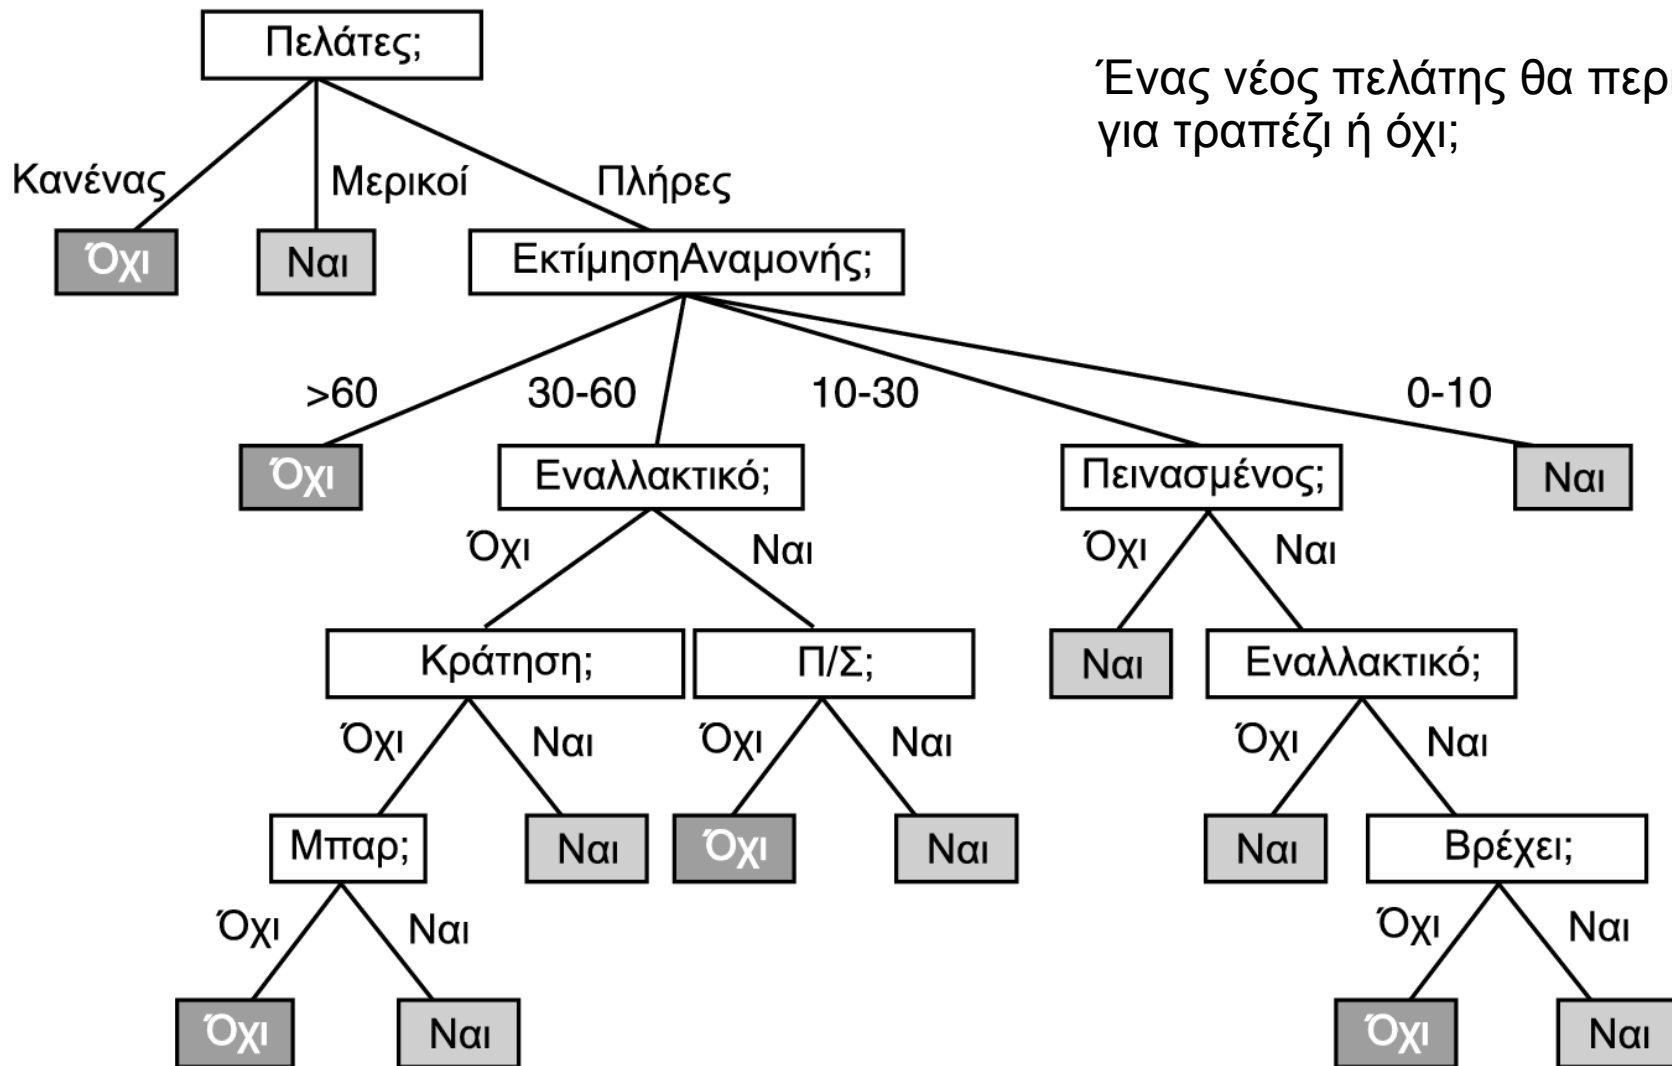 Πελάτες;
Ένας νέος πελάτης θα
για τραπέζι ή όχι;
Κανένας Μερικοί Πλήρες
Όχι Ναι ΕκτίμησηΑναμονής;
>60 30-60 10-30 0-10
Όχι Εναλλακτικό; Πεινασμένος; Ναι
Όχι Ναι Όχι Ναι
Κράτηση; Π/Σ; Ναι Εναλλακτικό;
Όχι Ναι Όχι Ναι Όχι Ναι
Μπαρ; Ναι Όχι Ναι Ναι Βρέχει;
Όχι Ναι Όχι Ναι
Όχι Ναι Όχι Ναι